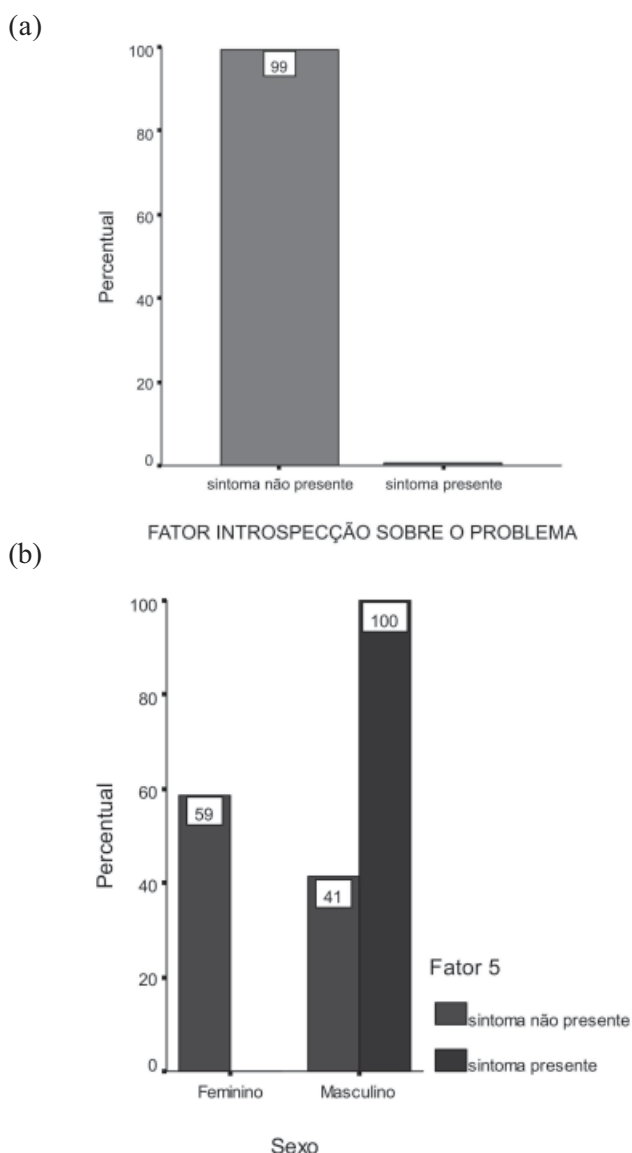 (a)
100
99
80
60
40
20
0
Percentual
sintoma não presente
sintoma presente
FATOR INTROSPECÇÃO SOBRE O PROBLEMA
(b)
100
100
80
60
59
40
41
20
0
Percentual
Feminino
Masculino
Sexo
Fator 5
sintoma não presente
sintoma presente